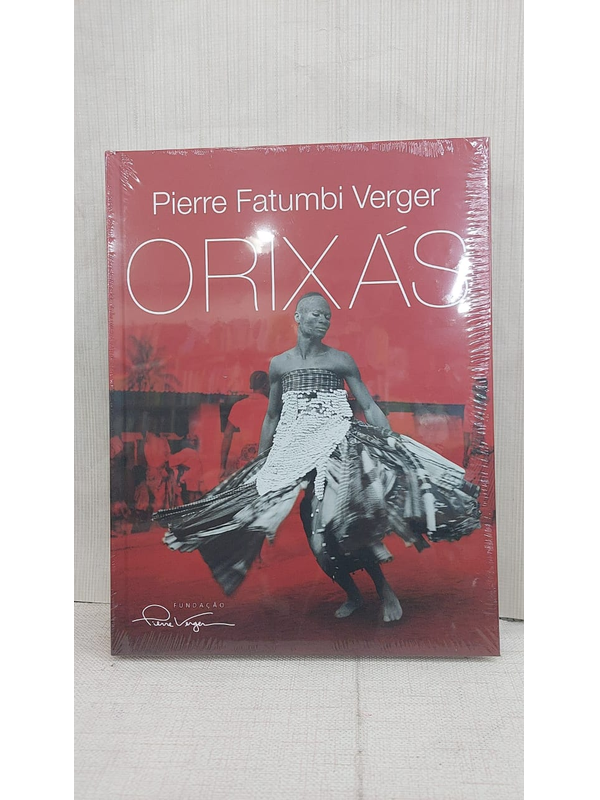 Pierre Fatumbi Verger
ORIXÁS
FUNDAÇÃO
Pierre Verger